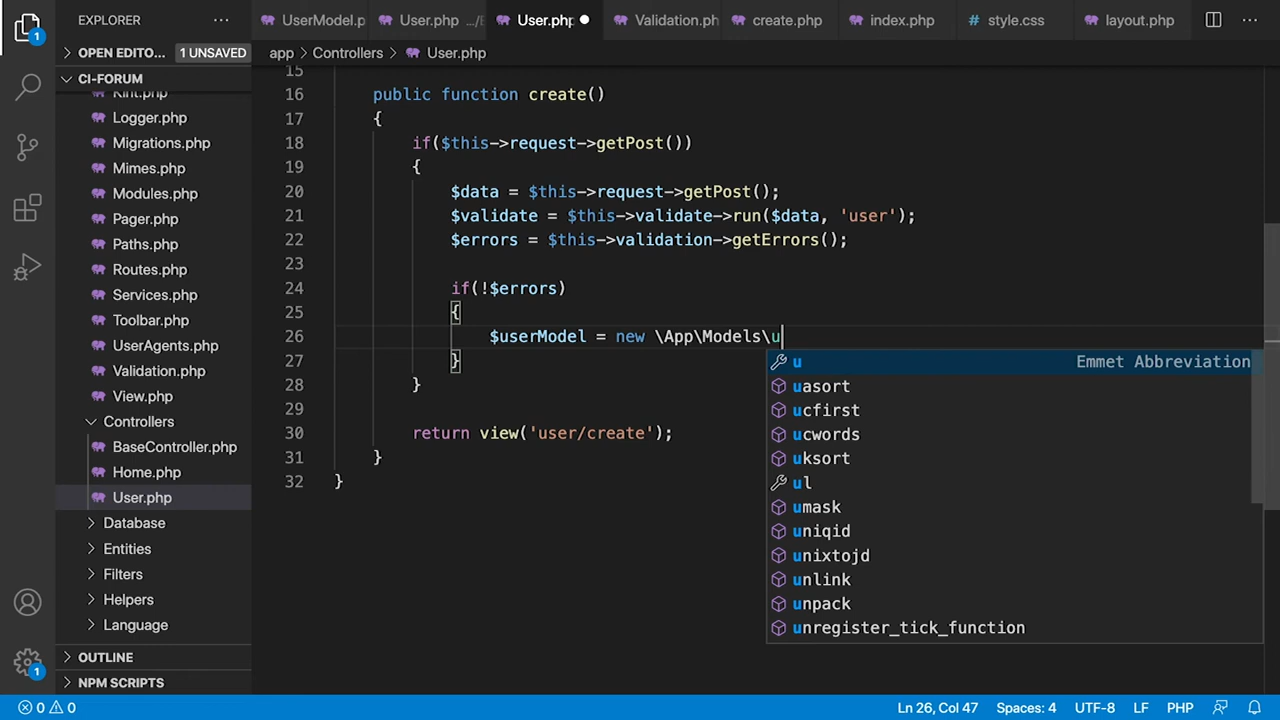 EXPLORER ···
UserModel.p
User.php .../E
User.php
Validation.ph
create.php
index.php
# style.css
layout.php
···
OPEN EDITO... 1 UNSAVED
app > Controllers > User.php
CI-FORUM
Kint.php
Logger.php
Migrations.php
Mimes.php
Modules.php
Pager.php
Paths.php
Routes.php
Services.php
Toolbar.php
UserAgents.php
Validation.php
View.php
Controllers
BaseController.php
Home.php
User.php
Database
Entities
Filters
Helpers
Language
OUTLINE
NPM SCRIPTS
1
1
15
16 public function create()
17 {
18 if($this->request->getPost())
19 {
20 $data = $this->request->getPost();
21 $validate = $this->validate->run($data, 'user');
22 $errors = $this->validation->getErrors();
23
24 if(!$errors)
25 {
26 $userModel = new \App\Models\u
27 }
28 }
29
30 return view('user/create');
31 }
32 }
u Emmet Abbreviation
uasort
ucfirst
ucwords
uksort
ul
umask
uniqid
unixtojd
unlink
unpack
unregister_tick_function
0 0 Ln 26, Col 47 Spaces: 4 UTF-8 LF PHP